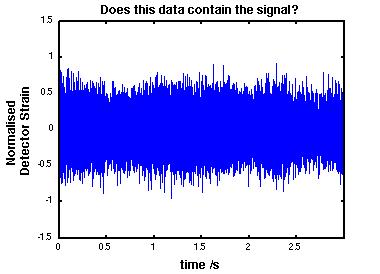 Does this data contain the signal?
1.5
1
0.5
0
-0.5
-1
-1.5
Normalised
Detector Strain
0 0.5 1 1.5 2 2.5
time /s